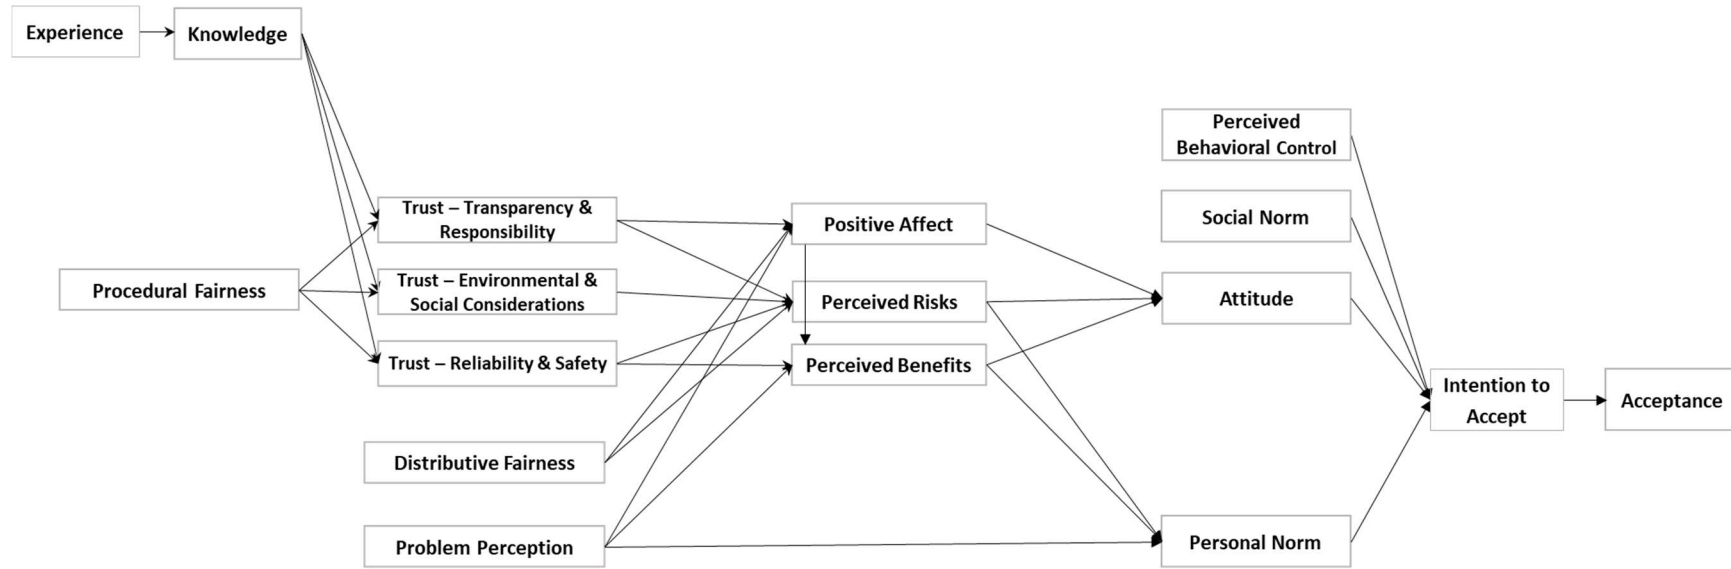 Experience
Knowledge
Perceived
Behavioral Control
Trust – Transparency &
Responsibility
Positive Affect
Social Norm
Procedural Fairness
Trust – Environmental &
Social Considerations
Perceived Risks
Attitude
Trust – Reliability & Safety
Perceived Benefits
Intention to
Accept
Acceptance
Distributive Fairness
Problem Perception
Personal Norm